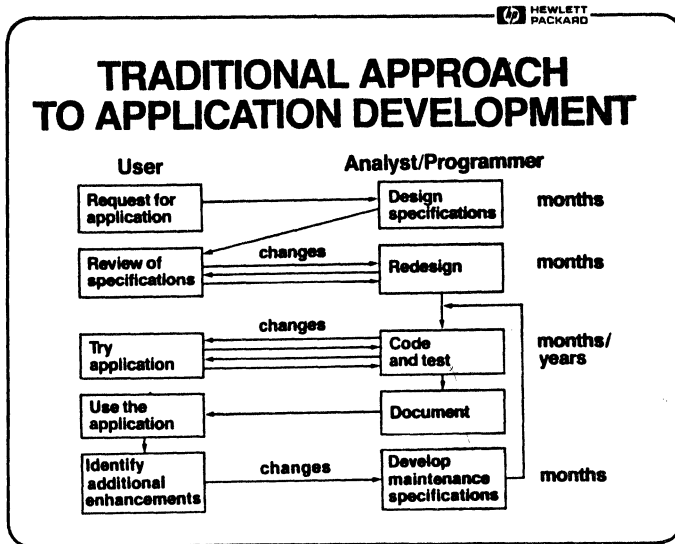 hp HEWLETT
PACKARD
TRADITIONAL APPROACH
TO APPLICATION DEVELOPMENT
User
Analyst/Programmer
Request for
application
Design
specifications
months
Review of
specifications
changes
Redesign
months
Try
application
changes
Code
and test
months/
years
Use the
application
Document
Identify
additional
enhancements
changes
Develop
maintenance
specifications
months